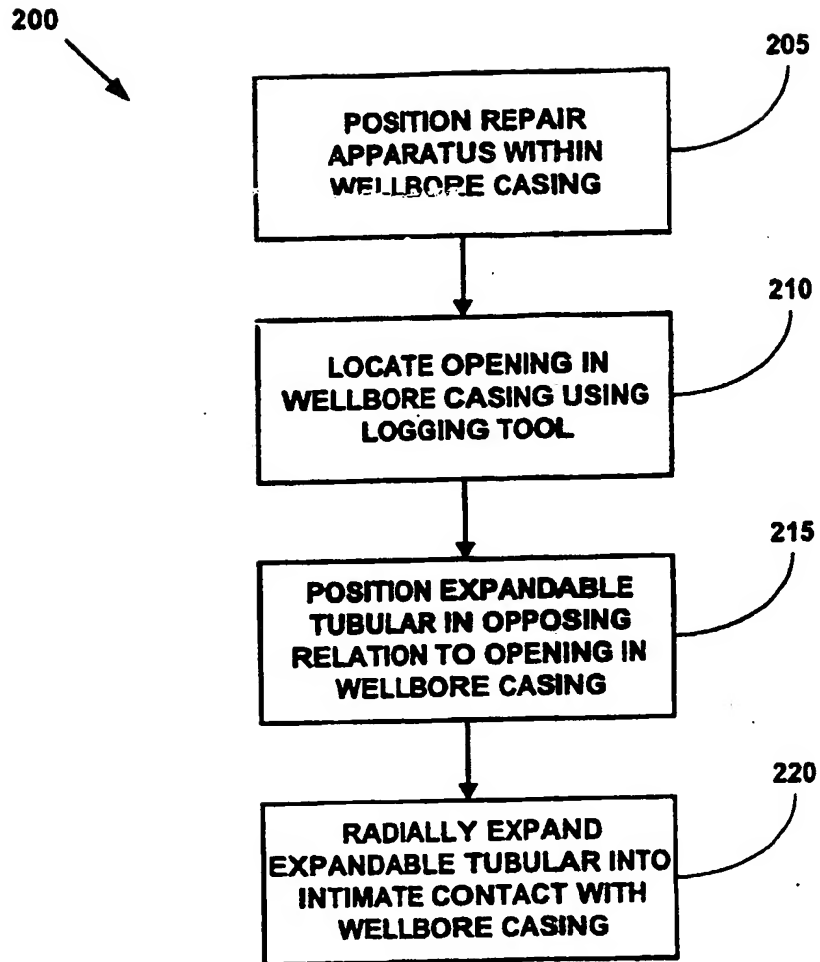 200
205
POSITION REPAIR
APPARATUS WITHIN
WELLBORE CASING
210
LOCATE OPENING IN
WELLBORE CASING USING
LOGGING TOOL
215
POSITION EXPANDABLE
TUBULAR IN OPPOSING
RELATION TO OPENING IN
WELLBORE CASING
220
RADIALLY EXPAND
EXPANDABLE TUBULAR INTO
INTIMATE CONTACT WITH
WELLBORE CASING